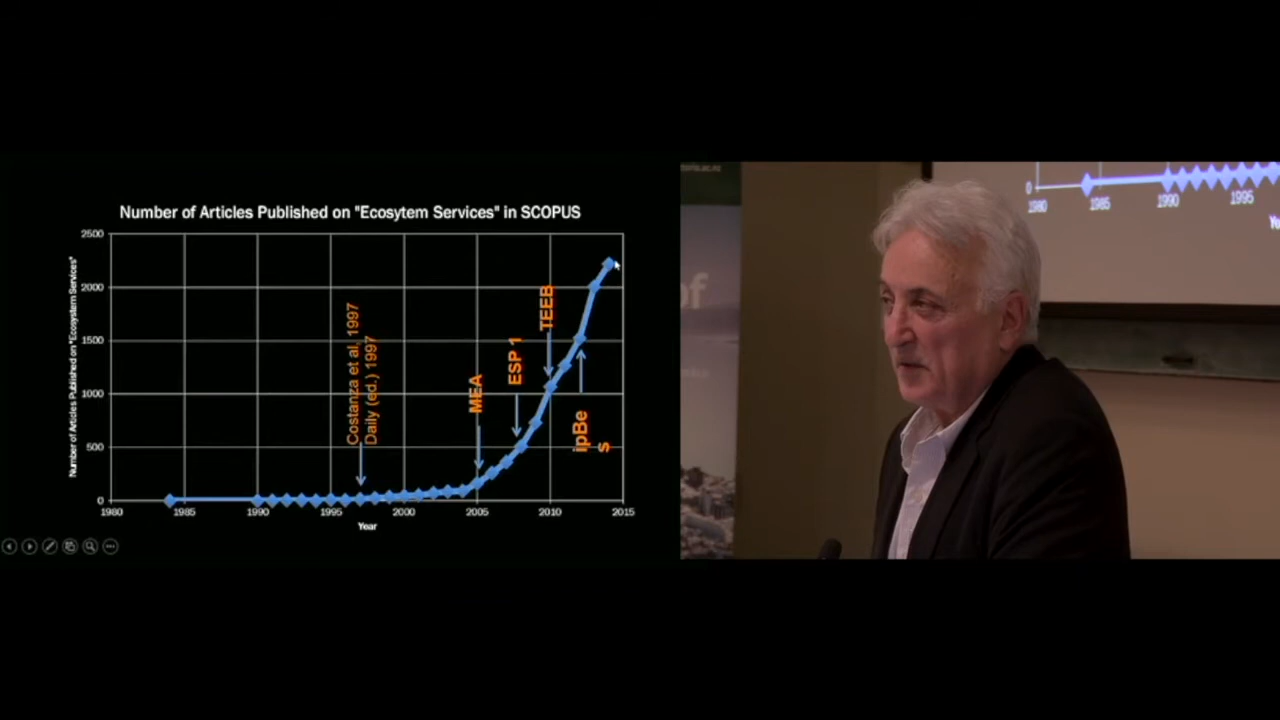 Number of Articles Published on "Ecosytem Services" in SCOPUS
Number of Articles Published on "Ecosystem Services"
2500
2000
1500
1000
500
0
1980
1985
1990
1995
2000
2005
2010
2015
Year
Costanza et al, 1997
Daily (ed.) 1997
MEA
ESP 1
TEEB
ipBe
s
0
1980
1985
1990
1995
of